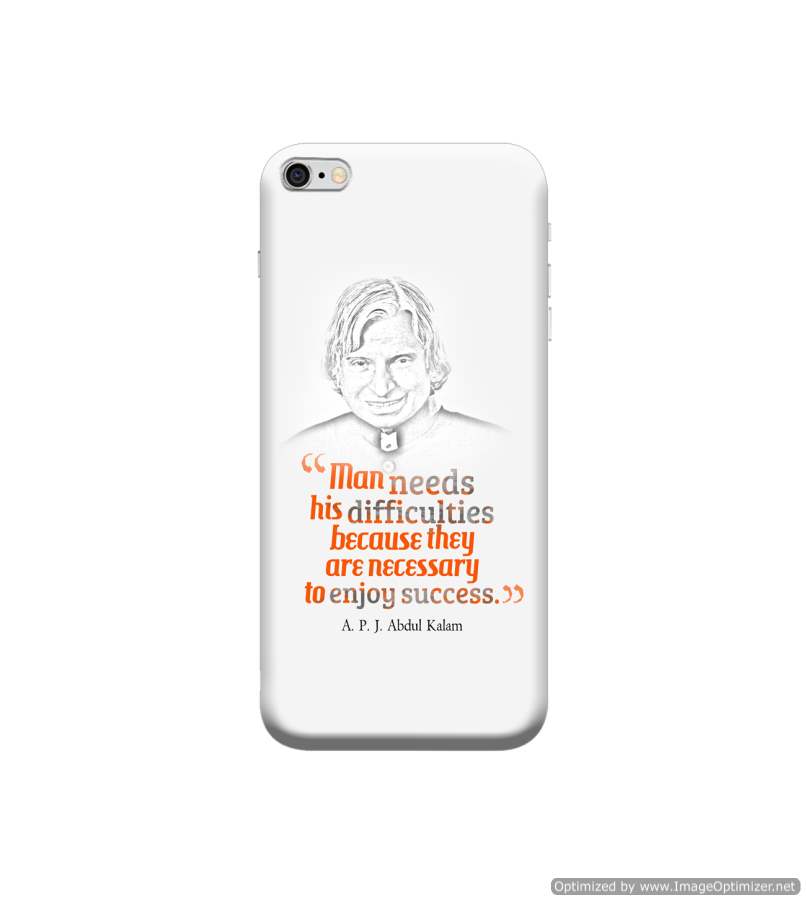 “Man needs
his difficulties
because they
are necessary
to enjoy success.”
A. P. J. Abdul Kalam
Optimized by www.ImageOptimizer.net